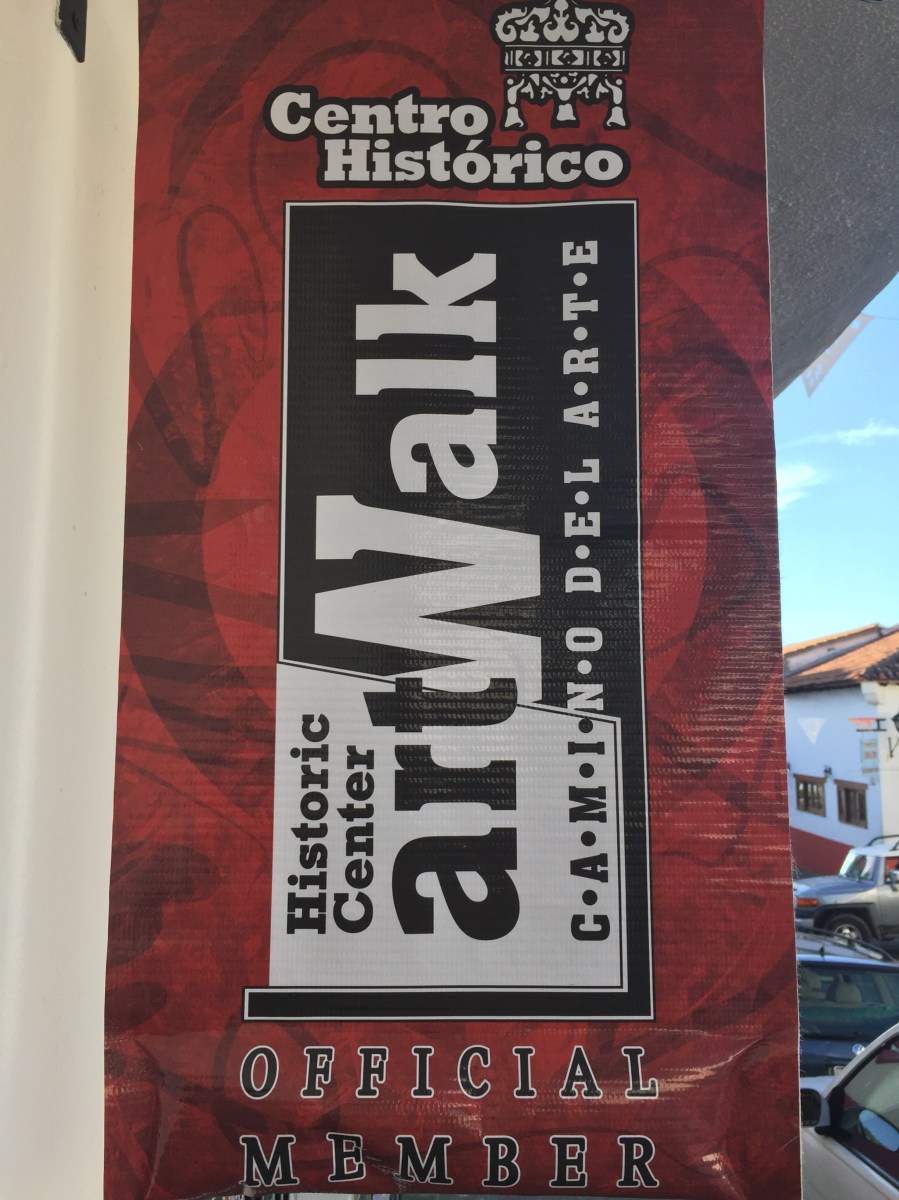 Centro
Histórico
Historic
Center
artWalk
C•A•M•I•N•O D•E•L A•R•T•E
OFFICIAL
MEMBER